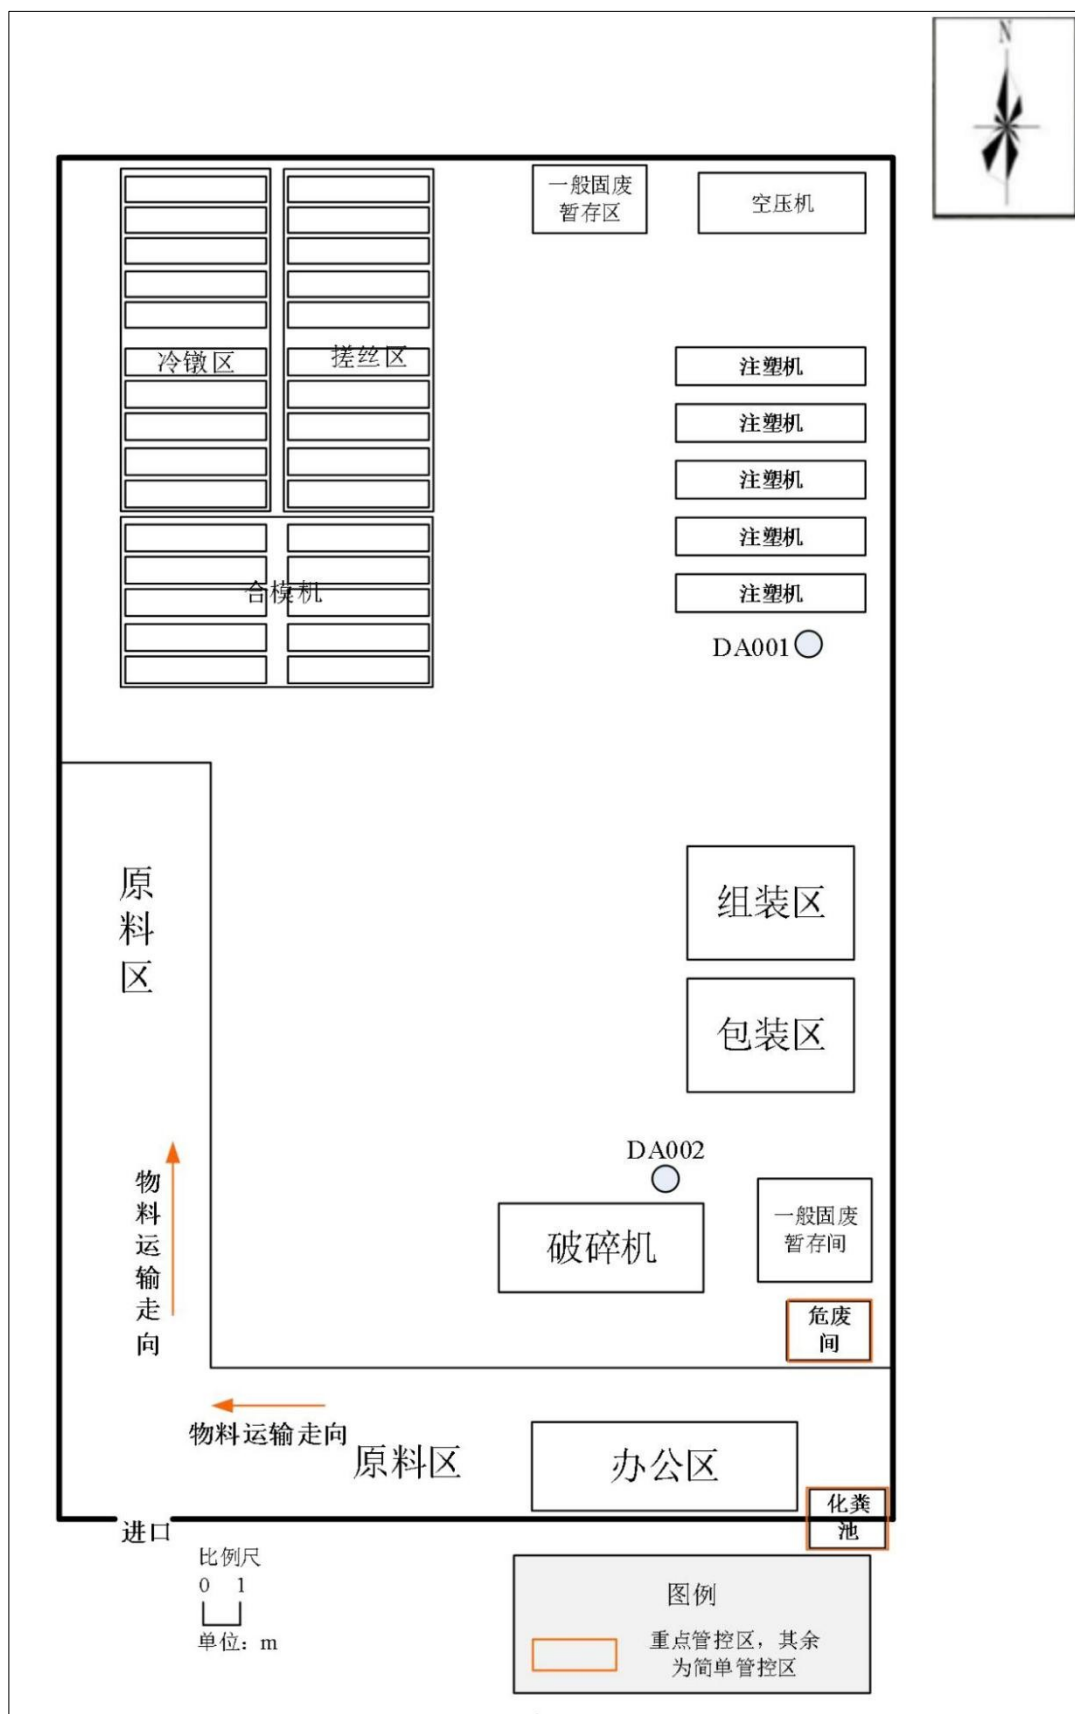 N
一般固废
暂存区
空压机
冷镦区
搓丝区
注塑机
注塑机
注塑机
注塑机
注塑机
合模机
DA001
原
料
区
组装区
包装区
DA002
物
料
运
输
走
向
破碎机
一般固废
暂存间
危废
间
物料运输走向
原料区
办公区
化粪
池
进口
比例尺
0 1
单位：m
图例
重点管控区，其余
为简单管控区